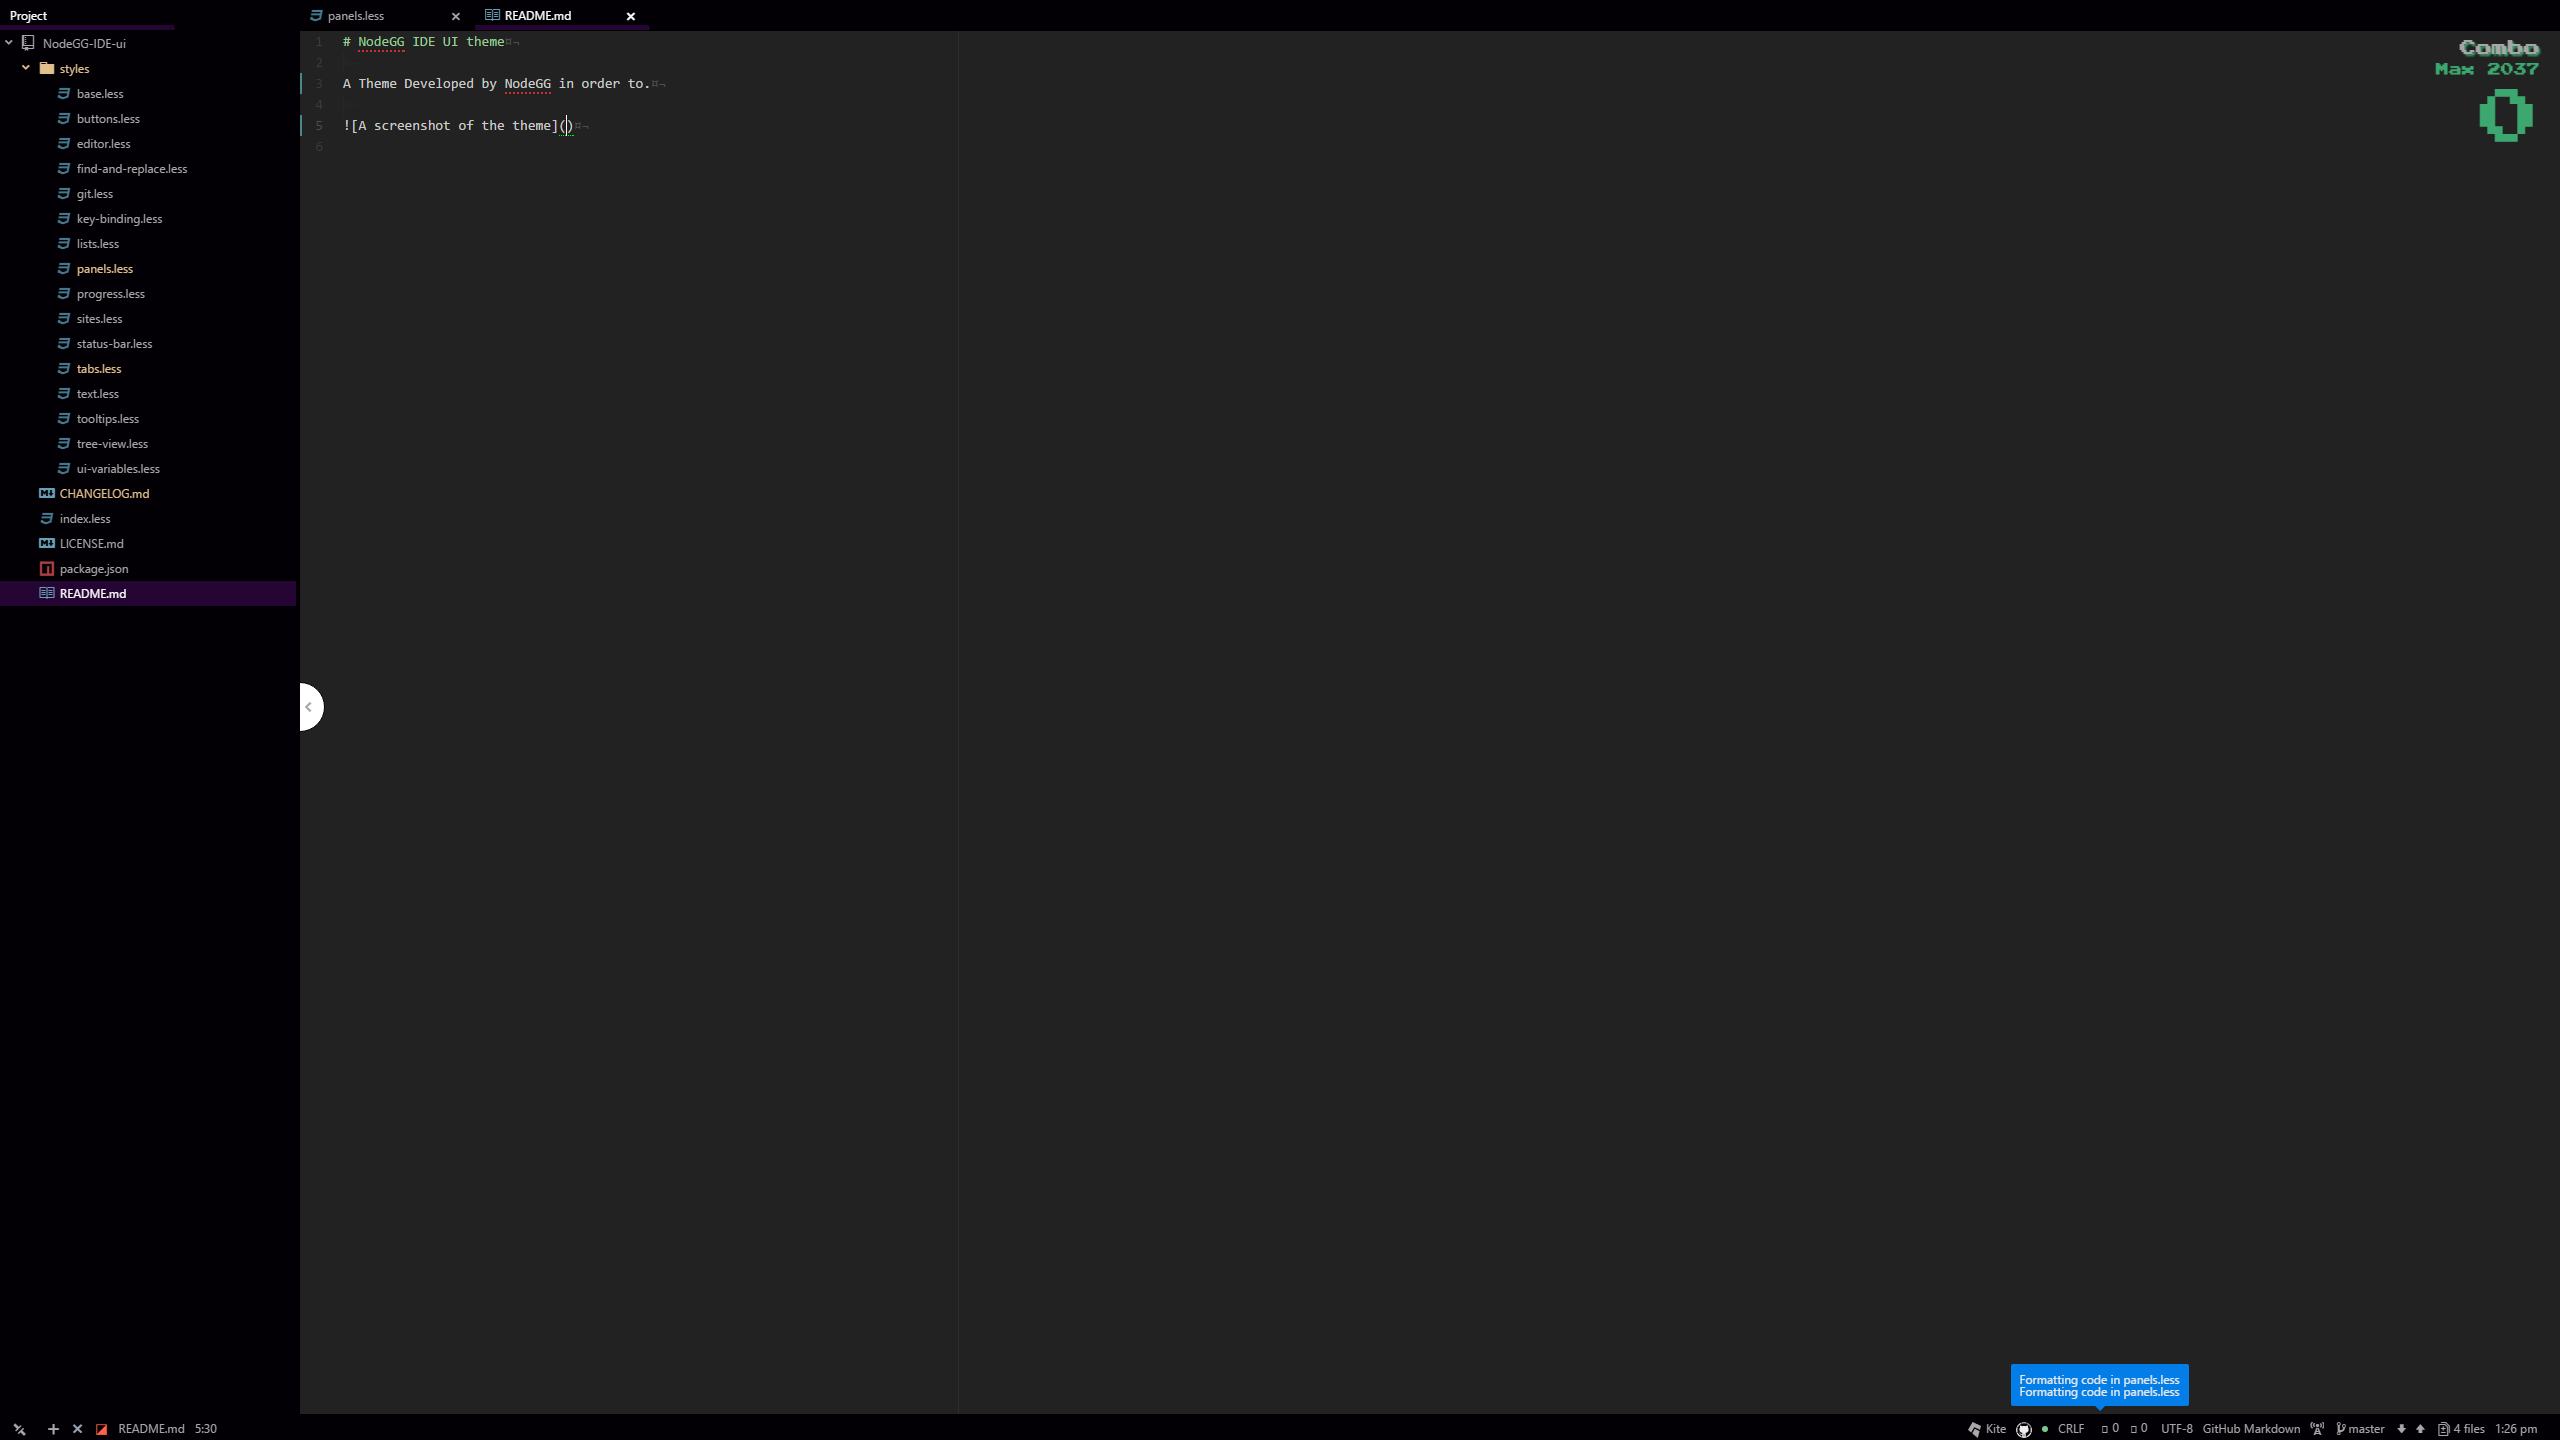 Project
NodeGG-IDE-ui
styles
base.less
buttons.less
editor.less
find-and-replace.less
git.less
key-binding.less
lists.less
panels.less
progress.less
sites.less
status-bar.less
tabs.less
text.less
tooltips.less
tree-view.less
ui-variables.less
CHANGELOG.md
index.less
LICENSE.md
package.json
README.md
panels.less
README.md
1 # NodeGG IDE UI theme¤¬
2
3 A Theme Developed by NodeGG in order to.¤¬
4
5 ![A screenshot of the theme]()¤¬
6
Combo
Max 2037
0
Formatting code in panels.less
Formatting code in panels.less
README.md 5:30
Kite CRLF 0 0 UTF-8 GitHub Markdown master 4 files 1:26 pm